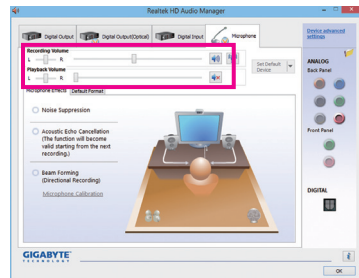 Realtek HD Audio Manager
Digital Output
Digital Output(Optical)
Digital Input
Microphone
Device advanced settings
Recording Volume
L
R
Set Default Device
Playback Volume
L
R
ANALOG
Back Panel
Microphone Effects
Default Format
Noise Suppression
Acoustic Echo Cancellation
(The function will become
valid starting from the next
recording.)
Front Panel
Beam Forming
(Directional Recording)
Microphone Calibration
DIGITAL
GIGABYTE
TECHNOLOGY
i
OK